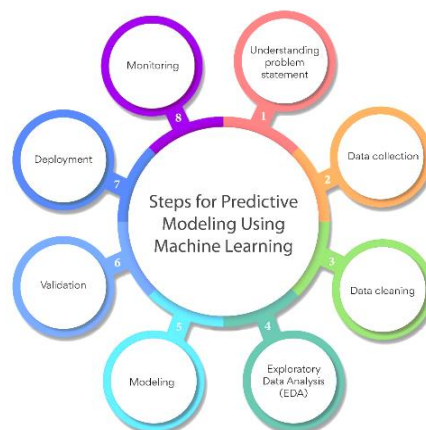 Steps for Predictive
Modeling Using
Machine Learning
1
Understanding
problem
statement
2
Data collection
3
Data cleaning
4
Exploratory
Data Analysis
(EDA)
5
Modeling
6
Validation
7
Deployment
8
Monitoring